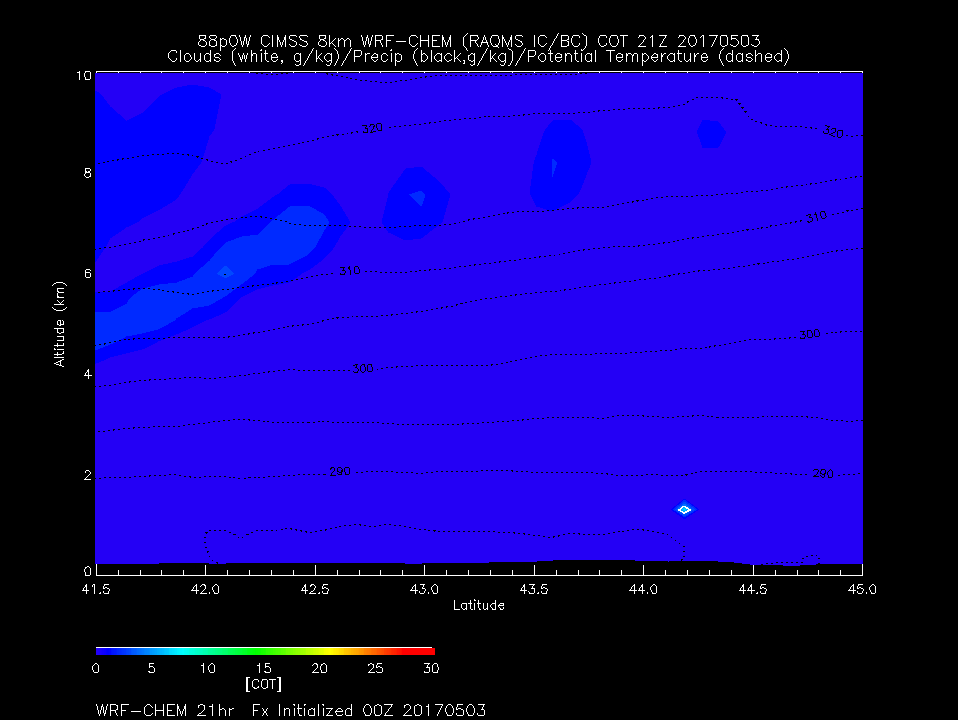 88p0W CIMSS 8km WRF-CHEM (RAQMS IC/BC) COT 21Z 20170503
Clouds (white, g/kg)/Precip (black,g/kg)/Potential Temperature (dashed)
10
320
320
8
310
310
6
Altitude (km)
300
300
4
290
290
2
0
41.5 42.0 42.5 43.0 43.5 44.0 44.5 45.0
Latitude
0 5 10 15 20 25 30
[COT]
WRF-CHEM 21hr Fx Initialized 00Z 20170503